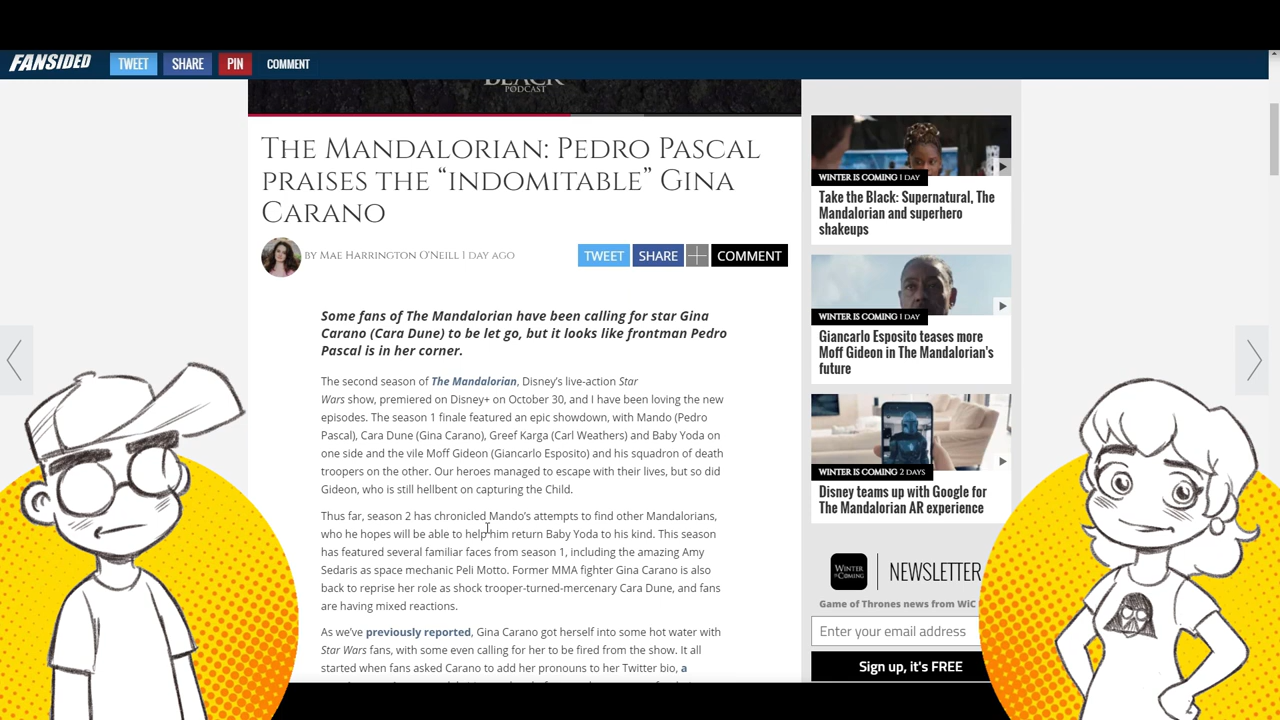 FANSIDED TWEET SHARE PIN COMMENT
BLACK
PODCAST
THE MANDALORIAN: PEDRO PASCAL
PRAISES THE “INDOMITABLE” GINA
CARANO
BY MAE HARRINGTON O'NEILL 1 DAY AGO
TWEET SHARE COMMENT
Some fans of The Mandalorian have been calling for star Gina
Carano (Cara Dune) to be let go, but it looks like frontman Pedro
Pascal is in her corner.
The second season of The Mandalorian, Disney’s live-action Star
Wars show, premiered on Disney+ on October 30, and I have been loving the new
episodes. The season 1 finale featured an epic showdown, with Mando (Pedro
Pascal), Cara Dune (Gina Carano), Greef Karga (Carl Weathers) and Baby Yoda on
one side and the vile Moff Gideon (Giancarlo Esposito) and his squadron of death
troopers on the other. Our heroes managed to escape with their lives, but so did
Gideon, who is still hellbent on capturing the Child.
Thus far, season 2 has chronicled Mando’s attempts to find other Mandalorians,
who he hopes will be able to help him return Baby Yoda to his kind. This season
has featured several familiar faces from season 1, including the amazing Amy
Sedaris as space mechanic Peli Motto. Former MMA fighter Gina Carano is also
back to reprise her role as shock trooper-turned-mercenary Cara Dune, and fans
are having mixed reactions.
As we’ve previously reported, Gina Carano got herself into some hot water with
Star Wars fans, with some even calling for her to be fired from the show. It all
started when fans asked Carano to add her pronouns to her Twitter bio, a
WINTER IS COMING 1 DAY
Take the Black: Supernatural, The
Mandalorian and superhero
shakeups
WINTER IS COMING 1 DAY
Giancarlo Esposito teases more
Moff Gideon in The Mandalorian’s
future
WINTER IS COMING 2 DAYS
Disney teams up with Google for
The Mandalorian AR experience
WINTER IS COMING
NEWSLETTER
Game of Thrones news from WiC
Enter your email address
Sign up, it's FREE